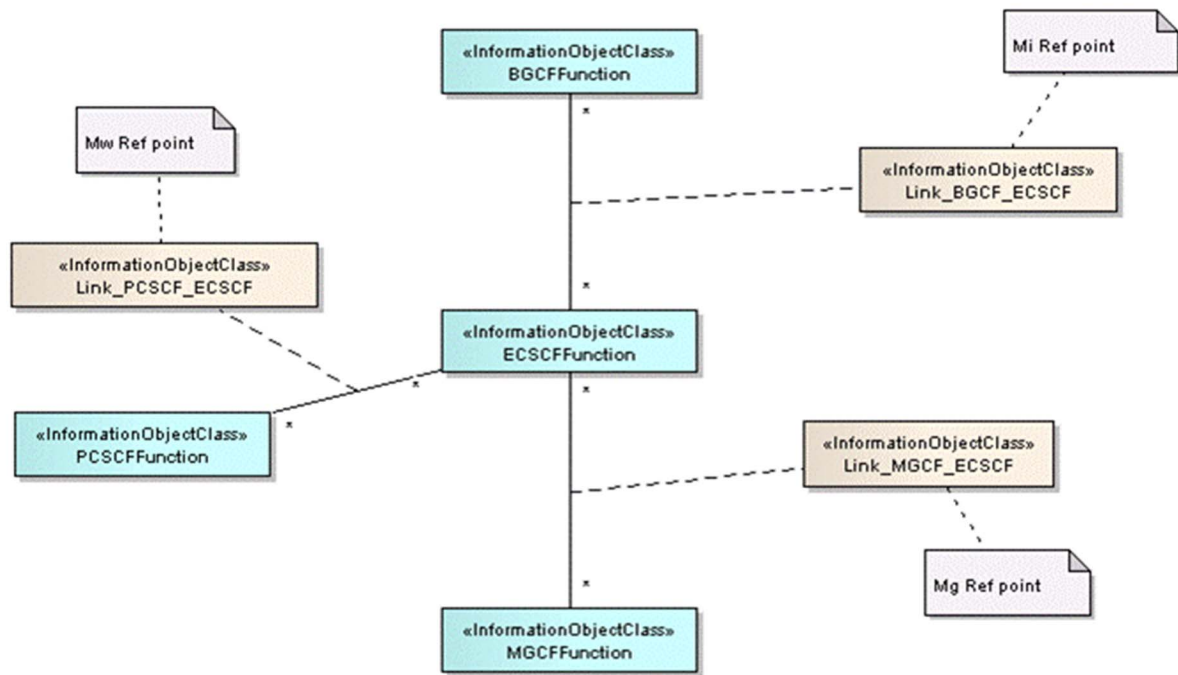 «InformationObjectClass»
BGCFFunction
Mi Ref point
*
Mw Ref point
«InformationObjectClass»
Link_BGCF_ECSCF
«InformationObjectClass»
Link_PCSCF_ECSCF
*
«InformationObjectClass»
ECSCFFunction
*
*
*
«InformationObjectClass»
PCSCFFunction
«InformationObjectClass»
Link_MGCF_ECSCF
Mg Ref point
*
«InformationObjectClass»
MGCFFunction